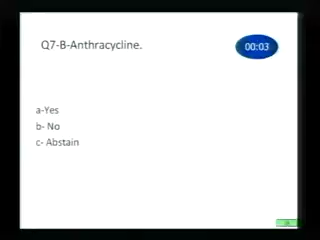 Q7-B-Anthracycline.
00:03
a-Yes
b- No
c- Abstain